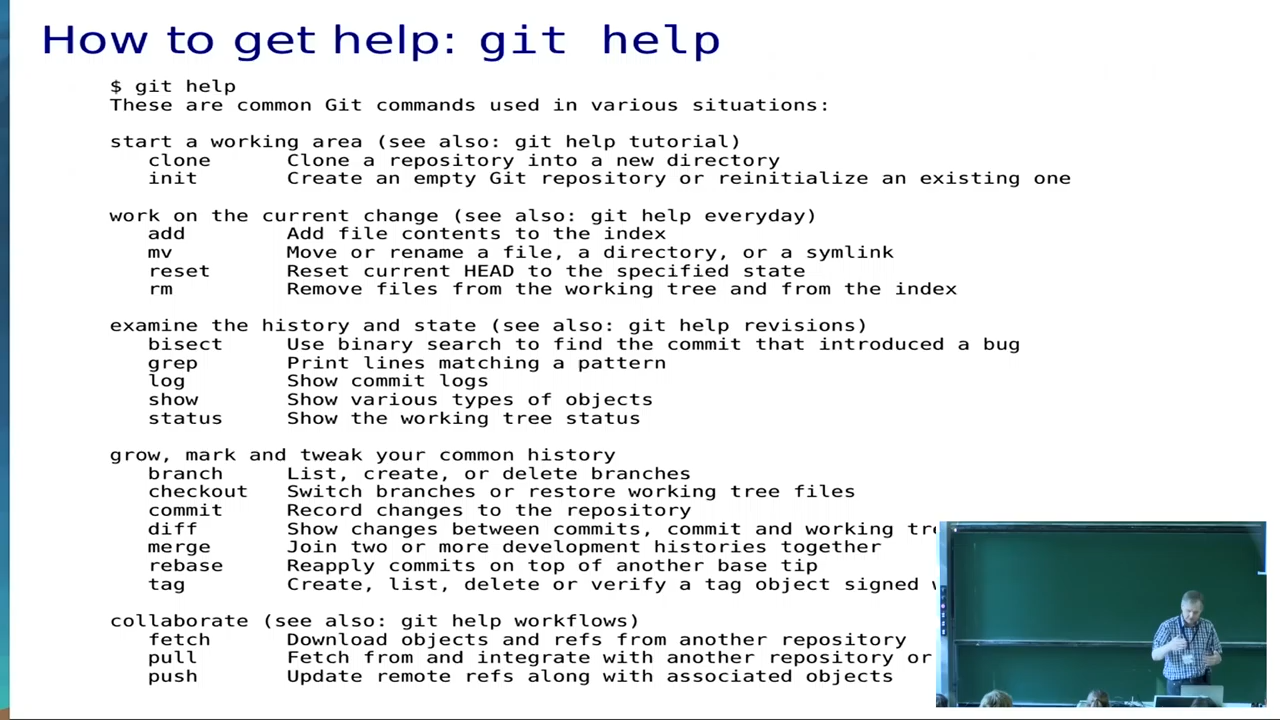 How to get help: git help
$ git help
These are common Git commands used in various situations:
start a working area (see also: git help tutorial)
clone Clone a repository into a new directory
init Create an empty Git repository or reinitialize an existing one
work on the current change (see also: git help everyday)
add Add file contents to the index
mv Move or rename a file, a directory, or a symlink
reset Reset current HEAD to the specified state
rm Remove files from the working tree and from the index
examine the history and state (see also: git help revisions)
bisect Use binary search to find the commit that introduced a bug
grep Print lines matching a pattern
log Show commit logs
show Show various types of objects
status Show the working tree status
grow, mark and tweak your common history
branch List, create, or delete branches
checkout Switch branches or restore working tree files
commit Record changes to the repository
diff Show changes between commits, commit and working
merge Join two or more development histories together
rebase Reapply commits on top of another base tip
tag Create, list, delete or verify a tag object signed
collaborate (see also: git help workflows)
fetch Download objects and refs from another repository
pull Fetch from and integrate with another repository or
push Update remote refs along with associated objects